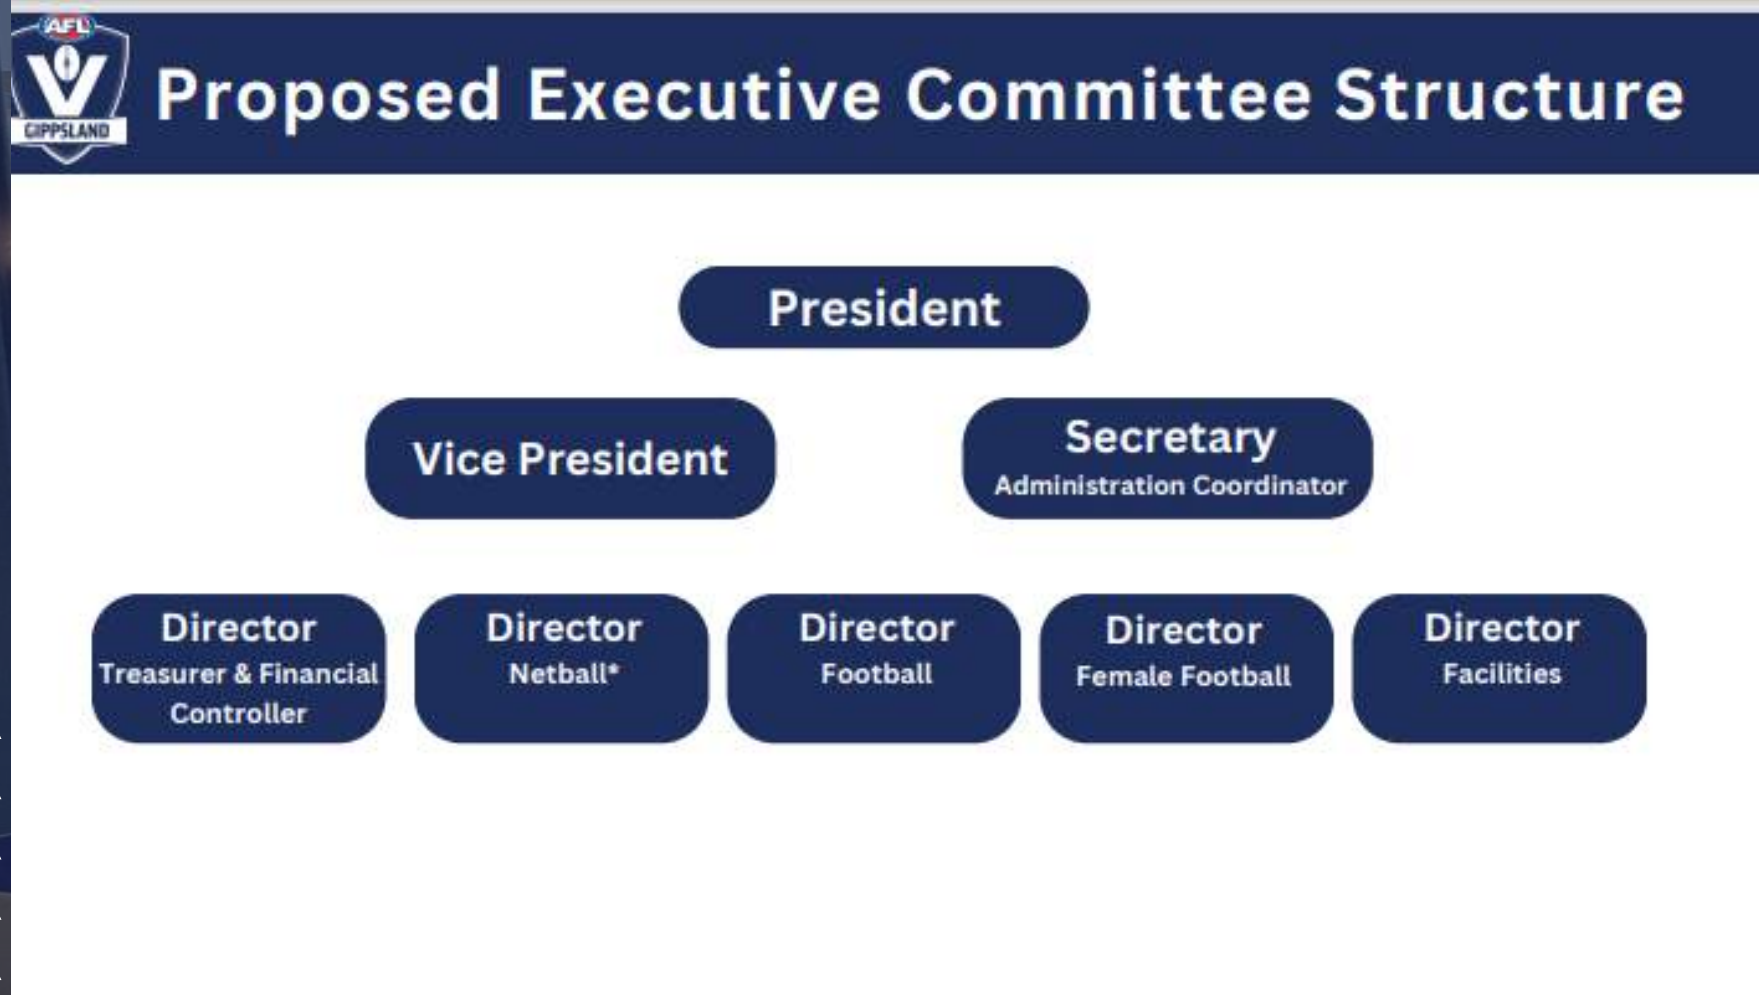 AFL
GIPPSLAND
Proposed Executive Committee Structure
President
Vice President
Secretary
Administration Coordinator
Director
Treasurer & Financial
Controller
Director
Netball*
Director
Football
Director
Female Football
Director
Facilities